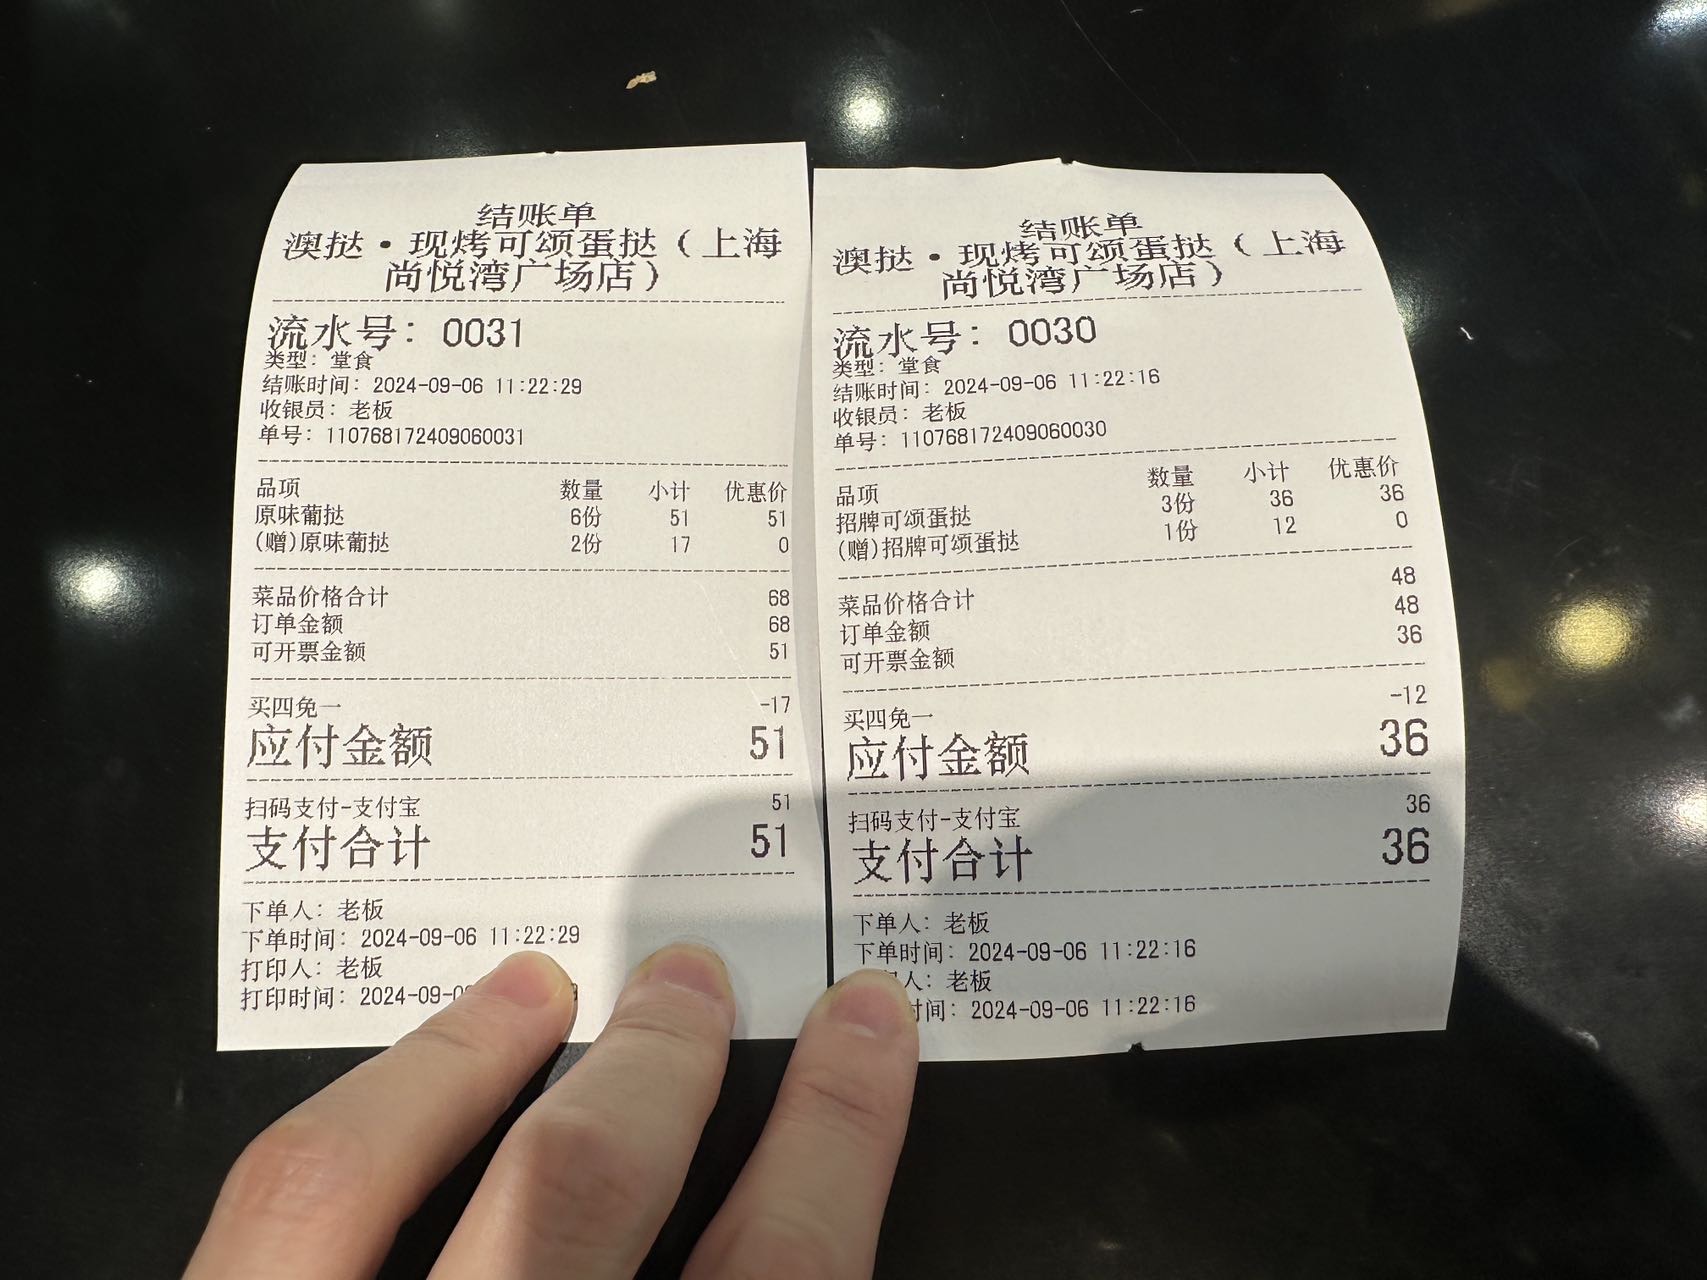 结账单
澳挞·现烤可颂蛋挞（上海
尚悦湾广场店）
流水号：0031
类型：堂食
结账时间：2024-09-06 11:22:29
收银员：老板
单号：110768172409060031
品项 数量 小计 优惠价
原味葡挞 6份 51 51
(赠)原味葡挞 2份 17 0
菜品价格合计 68
订单金额 68
可开票金额 51
买四免一 -17
应付金额 51
扫码支付-支付宝 51
支付合计 51
下单人：老板
下单时间：2024-09-06 11:22:29
打印人：老板
打印时间：2024-09-0
结账单
澳挞·现烤可颂蛋挞（上海
尚悦湾广场店）
流水号：0030
类型：堂食
结账时间：2024-09-06 11:22:16
收银员：老板
单号：110768172409060030
品项 数量 小计 优惠价
招牌可颂蛋挞 3份 36 36
(赠)招牌可颂蛋挞 1份 12 0
菜品价格合计 48
订单金额 48
可开票金额 36
买四免一 -12
应付金额 36
扫码支付-支付宝 36
支付合计 36
下单人：老板
下单时间：2024-09-06 11:22:16
人：老板
时间：2024-09-06 11:22:16